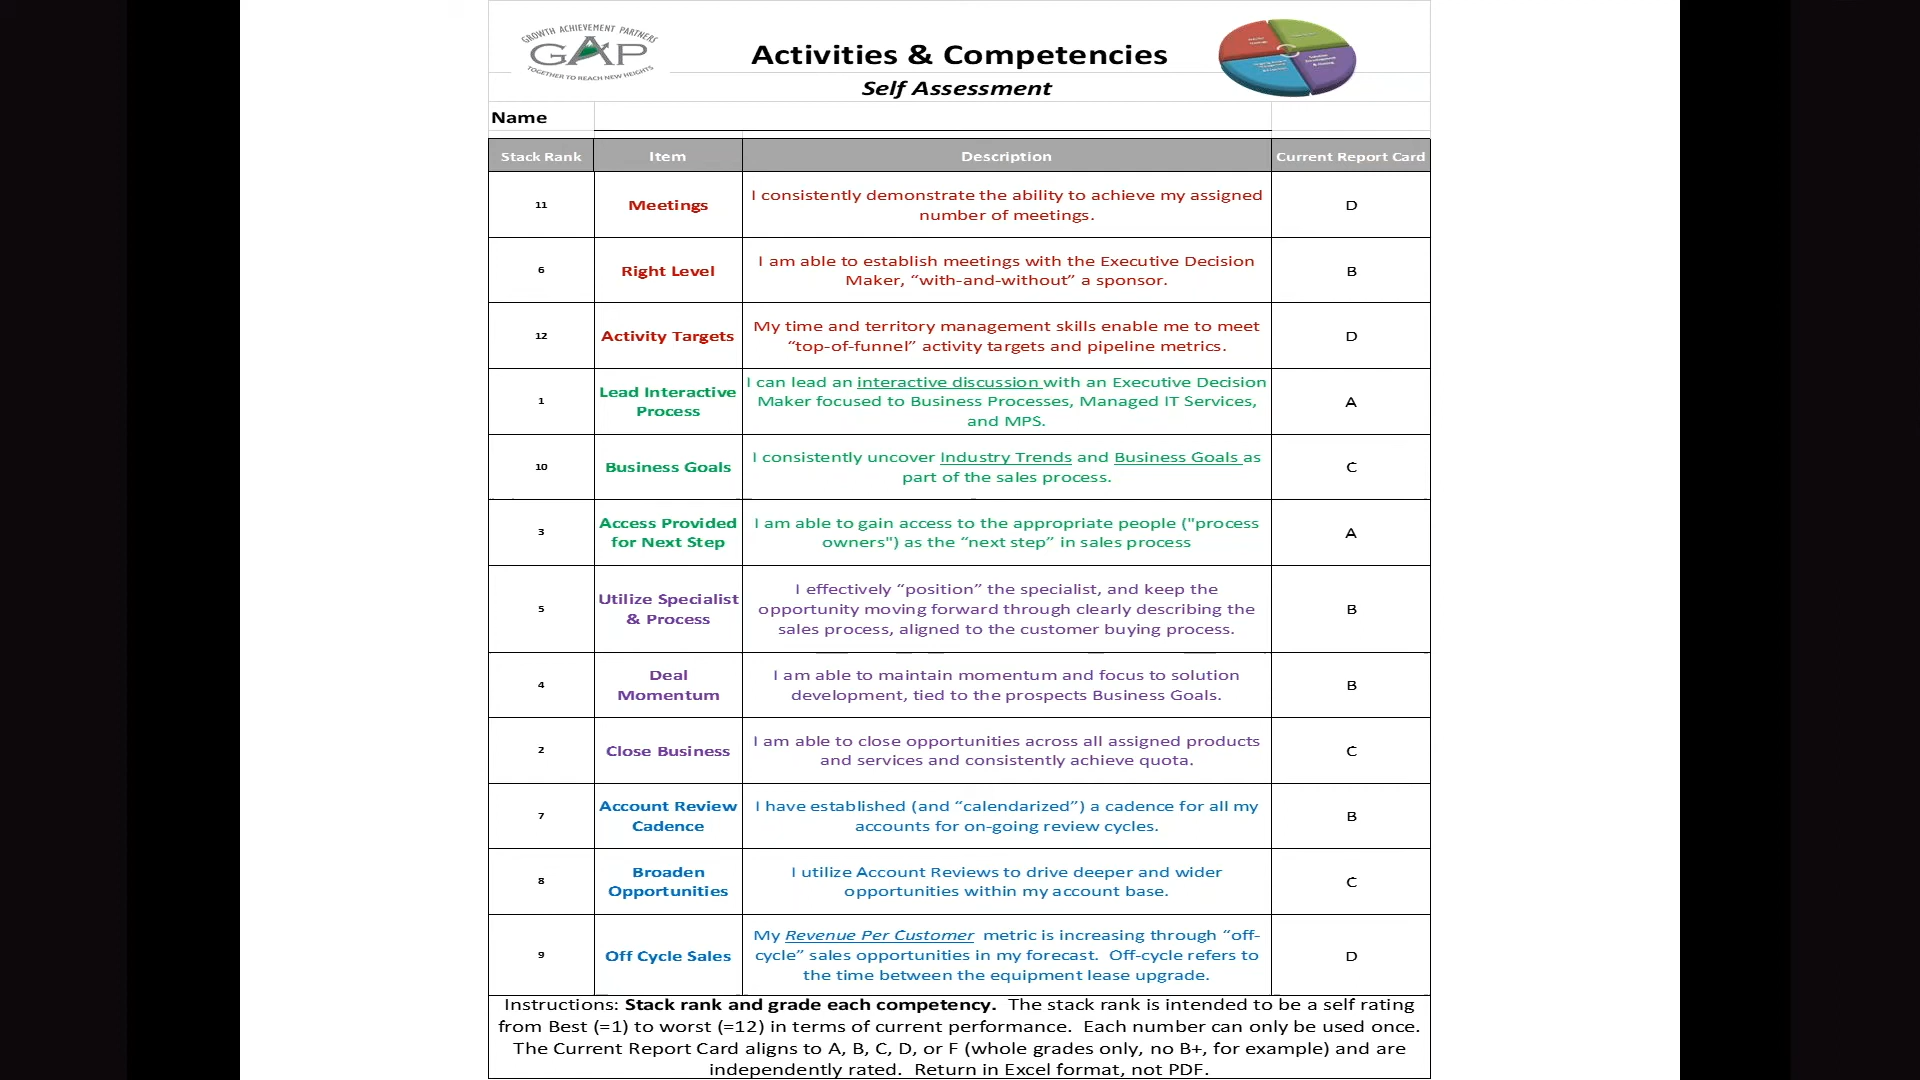 GROWTH ACHIEVEMENT PARTNERS
GAP
TOGETHER TO REACH NEW HEIGHTS
Activities & Competencies
Self Assessment
Name
Stack Rank Item Description Current Report Card
11 Meetings I consistently demonstrate the ability to achieve my assigned
number of meetings. D
6 Right Level I am able to establish meetings with the Executive Decision
Maker, “with-and-without” a sponsor. B
12 Activity Targets My time and territory management skills enable me to meet
“top-of-funnel” activity targets and pipeline metrics. D
1 Lead Interactive
Process
I can lead an interactive discussion with an Executive Decision
Maker focused to Business Processes, Managed IT Services,
and MPS. A
10 Business Goals I consistently uncover Industry Trends and Business Goals as
part of the sales process. C
3 Access Provided
for Next Step
I am able to gain access to the appropriate people ("process
owners") as the “next step” in sales process A
5 Utilize Specialist
& Process
I effectively “position” the specialist, and keep the
opportunity moving forward through clearly describing the
sales process, aligned to the customer buying process. B
4 Deal
Momentum
I am able to maintain momentum and focus to solution
development, tied to the prospects Business Goals. B
2 Close Business I am able to close opportunities across all assigned products
and services and consistently achieve quota. C
7 Account Review
Cadence
I have established (and “calendarized”) a cadence for all my
accounts for on-going review cycles. B
8 Broaden
Opportunities
I utilize Account Reviews to drive deeper and wider
opportunities within my account base. C
9 Off Cycle Sales My Revenue Per Customer metric is increasing through “off-
cycle” sales opportunities in my forecast. Off-cycle refers to
the time between the equipment lease upgrade. D
Instructions: Stack rank and grade each competency. The stack rank is intended to be a self rating
from Best (=1) to worst (=12) in terms of current performance. Each number can only be used once.
The Current Report Card aligns to A, B, C, D, or F (whole grades only, no B+, for example) and are
independently rated. Return in Excel format, not PDF.